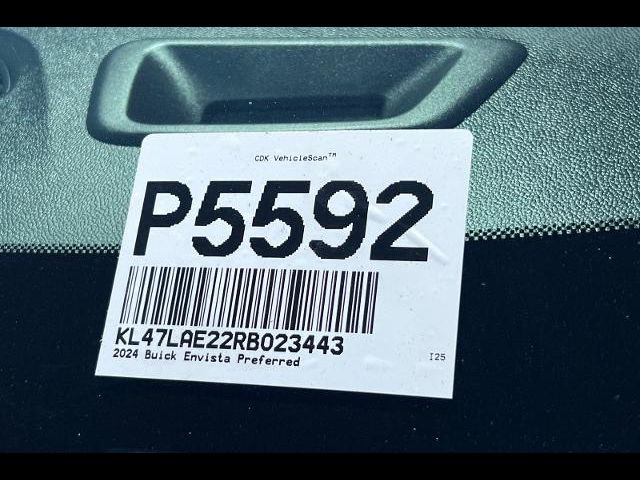 CDK VehicleScan™
P5592
KL47LAE22RB023443
2024 Buick Envista Preferred
I25